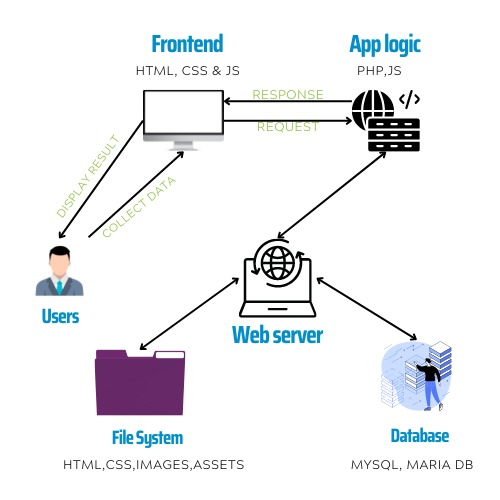 Frontend
App logic
HTML, CSS & JS
PHP,JS
RESPONSE
REQUEST
DISPLAY RESULT
COLLECT DATA
Users
Web server
File System
Database
HTML,CSS,IMAGES,ASSETS
MYSQL, MARIA DB